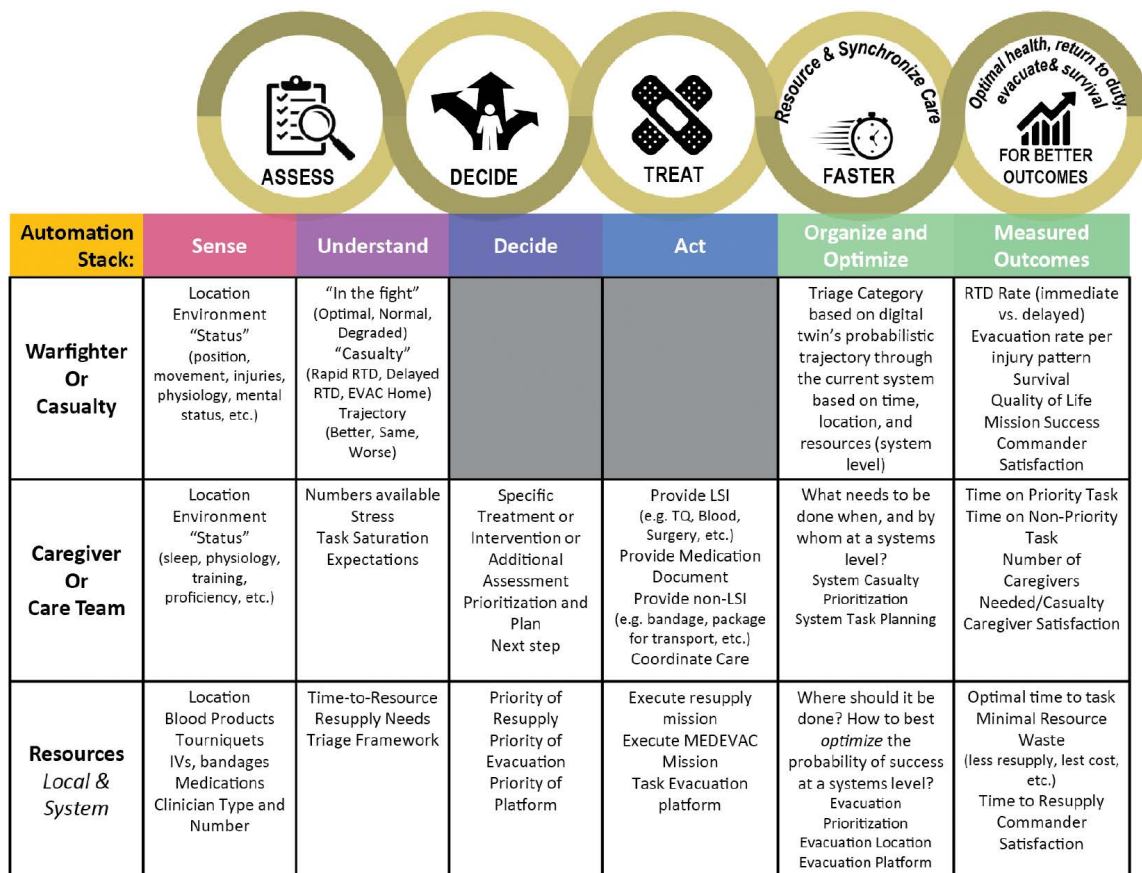 ASSESS
DECIDE
TREAT
Resource & Synchronize Care
FASTER
Optimal health, return to duty,
evacuate & survival
FOR BETTER
OUTCOMES
Automation
Stack:
Sense
Understand
Decide
Act
Organize and
Optimize
Measured
Outcomes
Warfighter
Or
Casualty
Location
Environment
“Status”
(position,
movement, injuries,
physiology, mental
status, etc.)
“In the fight”
(Optimal, Normal,
Degraded)
“Casualty”
(Rapid RTD, Delayed
RTD, EVAC Home)
Trajectory
(Better, Same,
Worse)
Triage Category
based on digital
twin’s probabilistic
trajectory through
the current system
based on time,
location, and
resources (system
level)
RTD Rate (immediate
vs. delayed)
Evacuation rate per
injury pattern
Survival
Quality of Life
Mission Success
Commander
Satisfaction
Caregiver
Or
Care Team
Location
Environment
“Status”
(sleep, physiology,
training,
proficiency, etc.)
Numbers available
Stress
Task Saturation
Expectations
Specific
Treatment or
Intervention or
Additional
Assessment
Prioritization and
Plan
Next step
Provide LSI
(e.g. TQ, Blood,
Surgery, etc.)
Provide Medication
Document
Provide non-LSI
(e.g. bandage, package
for transport, etc.)
Coordinate Care
What needs to be
done when, and by
whom at a systems
level?
System Casualty
Prioritization
System Task Planning
Time on Priority Task
Time on Non-Priority
Task
Number of
Caregivers
Needed/Casualty
Caregiver Satisfaction
Resources
Local &
System
Location
Blood Products
Tourniquets
IVs, bandages
Medications
Clinician Type and
Number
Time-to-Resource
Resupply Needs
Triage Framework
Priority of
Resupply
Priority of
Evacuation
Priority of
Platform
Execute resupply
mission
Execute MEDEVAC
Mission
Task Evacuation
platform
Where should it be
done? How to best
optimize the
probability of success
at a systems level?
Evacuation
Prioritization
Evacuation Location
Evacuation Platform
Optimal time to task
Minimal Resource
Waste
(less resupply, lest cost,
etc.)
Time to Resupply
Commander
Satisfaction